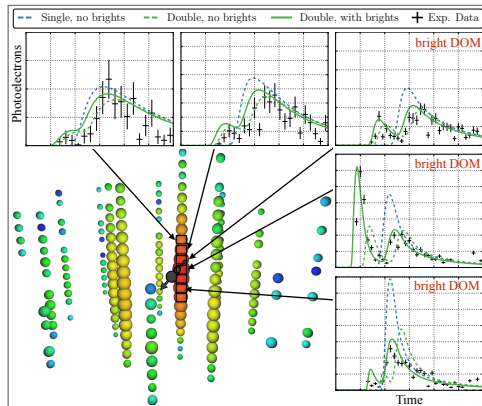 Single, no brights
Double, no brights
Double, with brights
Exp. Data
Photoelectrons
bright DOM
bright DOM
bright DOM
Time